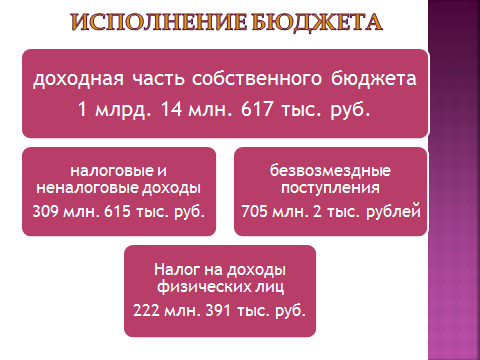 ИСПОЛНЕНИЕ БЮДЖЕТА
доходная часть собственного бюджета
1 млрд. 14 млн. 617 тыс. руб.
налоговые и
неналоговые доходы
309 млн. 615 тыс. руб.
безвозмездные
поступления
705 млн. 2 тыс. рублей
Налог на доходы
физических лиц
222 млн. 391 тыс. руб.